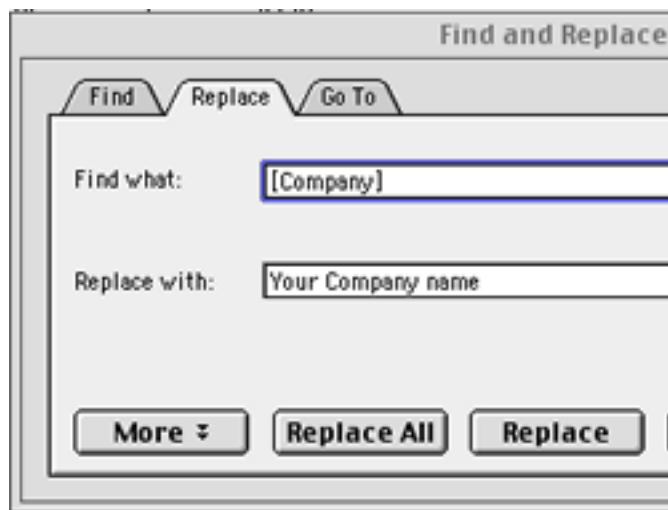 Find and Replace
Find Replace Go To
Find what: [Company]
Replace with: Your Company name
More Replace All Replace